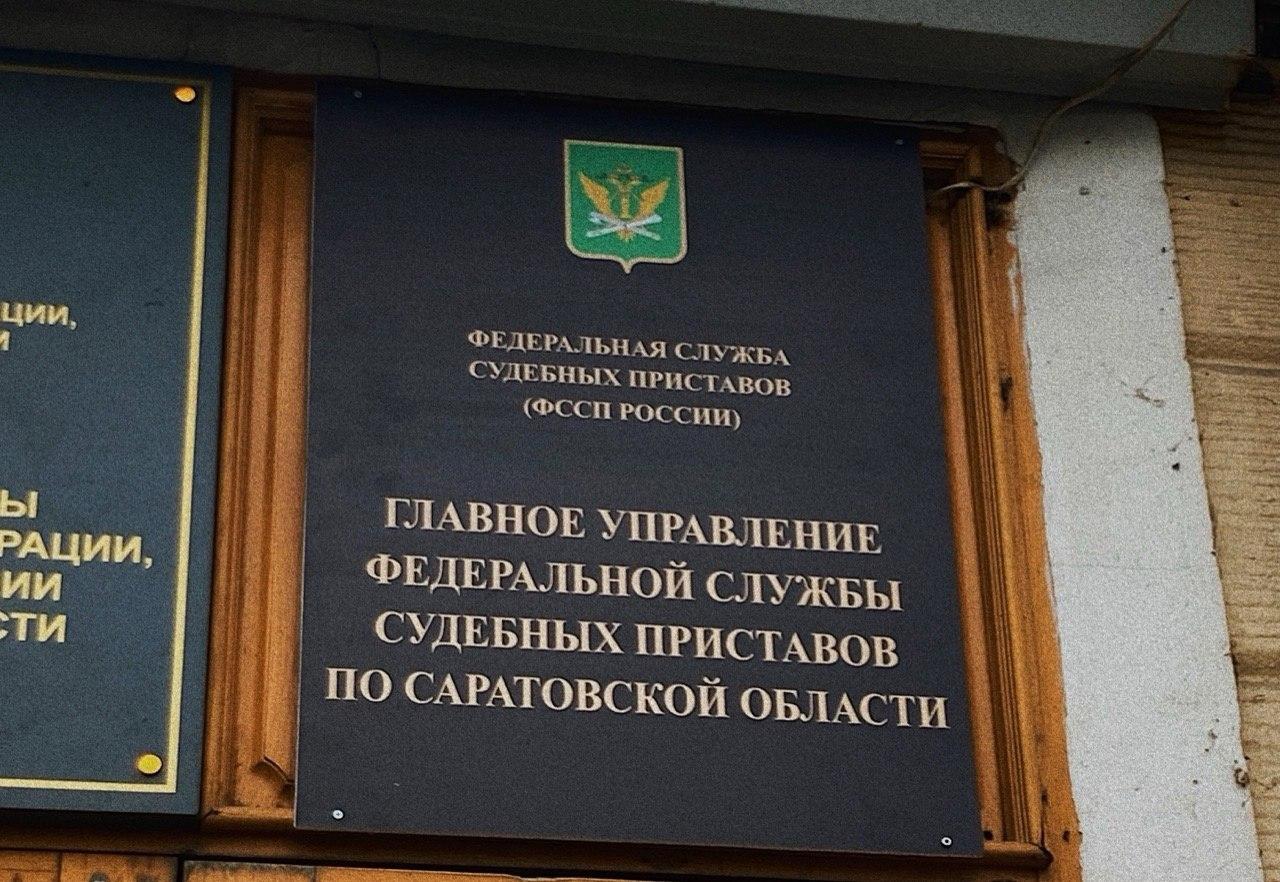 ФЕДЕРАЛЬНАЯ СЛУЖБА
СУДЕБНЫХ ПРИСТАВОВ
(ФССП РОССИИ)
ГЛАВНОЕ УПРАВЛЕНИЕ
ФЕДЕРАЛЬНОЙ СЛУЖБЫ
СУДЕБНЫХ ПРИСТАВОВ
ПО САРАТОВСКОЙ ОБЛАСТИ